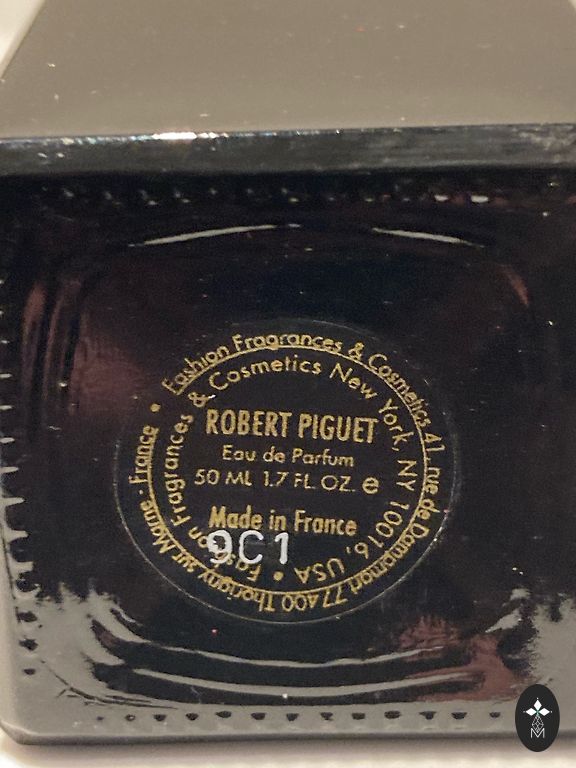 Fashion Fragrances & Cosmetics 41, rue de Dampmart 77400 Thorigny sur Marne - France •
Fashion Fragrances & Cosmetics New York, NY 10016, USA •
ROBERT PIGUET
Eau de Parfum
50 ML 1.7 FL. OZ. e
Made in France
9C1
M